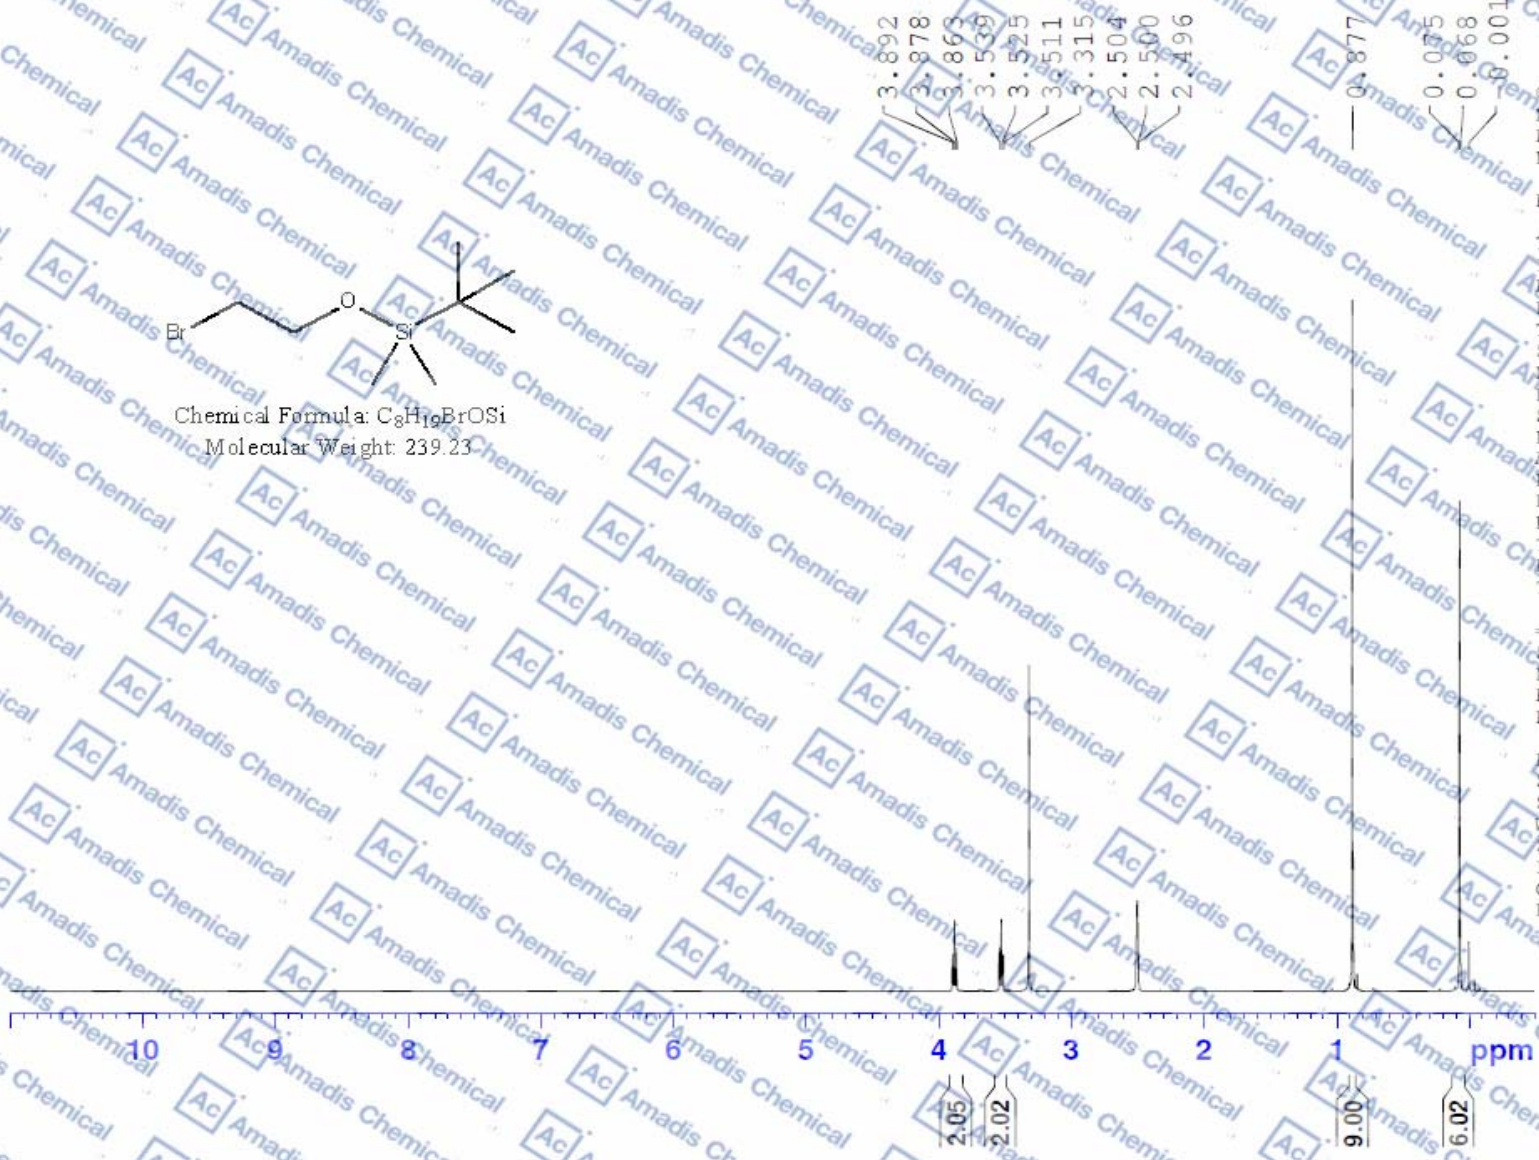 3.892
3.878
3.863
3.539
3.525
3.511
3.315
2.504
2.500
2.496
0.877
0.075
0.068
0.001
Br
O
Si
Chemical Formula: C₈H₁₉BrOSi
Molecular Weight: 239.23
10 9 8 7 6 5 4 3 2 1 ppm
2.05
2.02
9.00
6.02
Ac Amadis Chemical